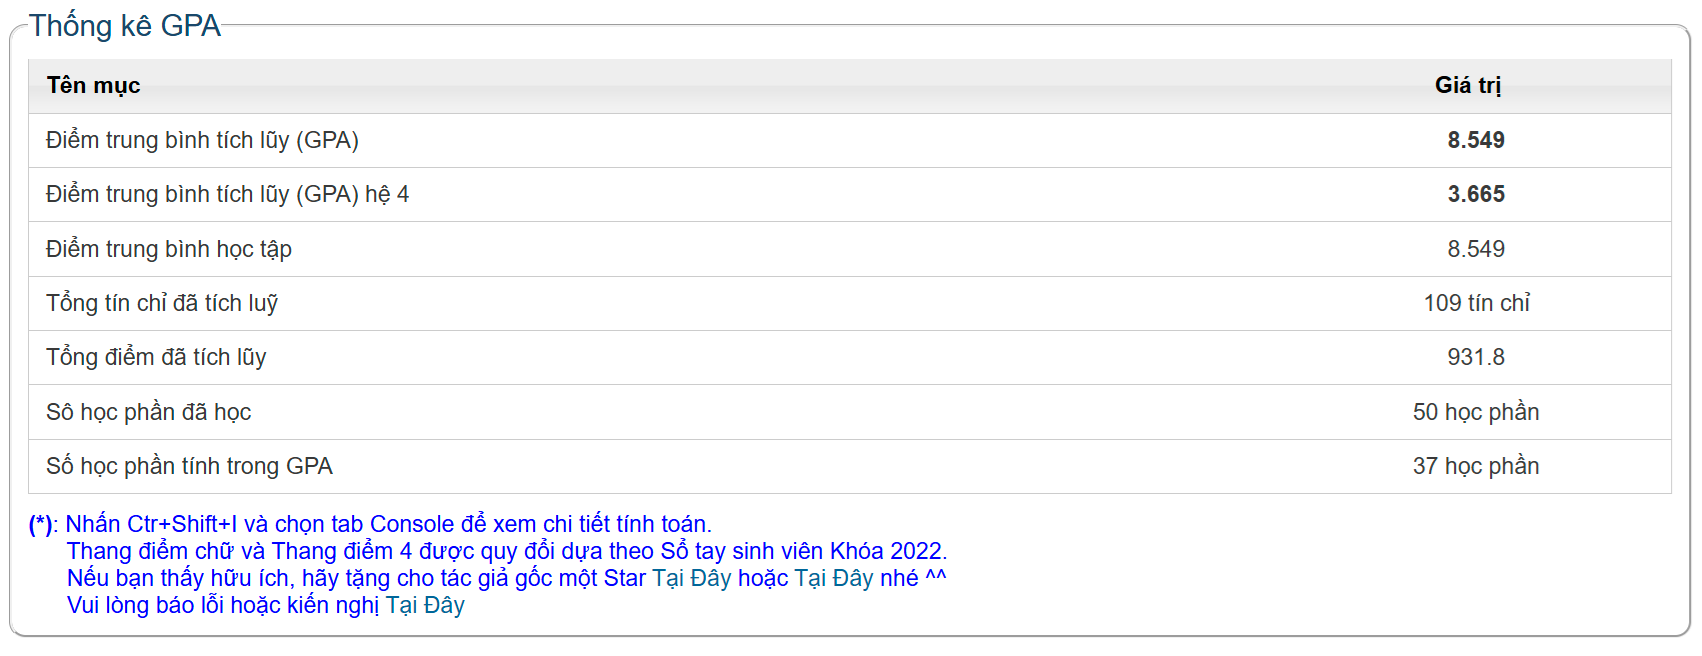 Thống kê GPA
Tên mục Giá trị
Điểm trung bình tích lũy (GPA) 8.549
Điểm trung bình tích lũy (GPA) hệ 4 3.665
Điểm trung bình học tập 8.549
Tổng tín chỉ đã tích luỹ 109 tín chỉ
Tổng điểm đã tích lũy 931.8
Sô học phần đã học 50 học phần
Số học phần tính trong GPA 37 học phần
(*): Nhấn Ctr+Shift+I và chọn tab Console để xem chi tiết tính toán.
Thang điểm chữ và Thang điểm 4 được quy đổi dựa theo Sổ tay sinh viên Khóa 2022.
Nếu bạn thấy hữu ích, hãy tặng cho tác giả gốc một Star Tại Đây hoặc Tại Đây nhé ^^
Vui lòng báo lỗi hoặc kiến nghị Tại Đây